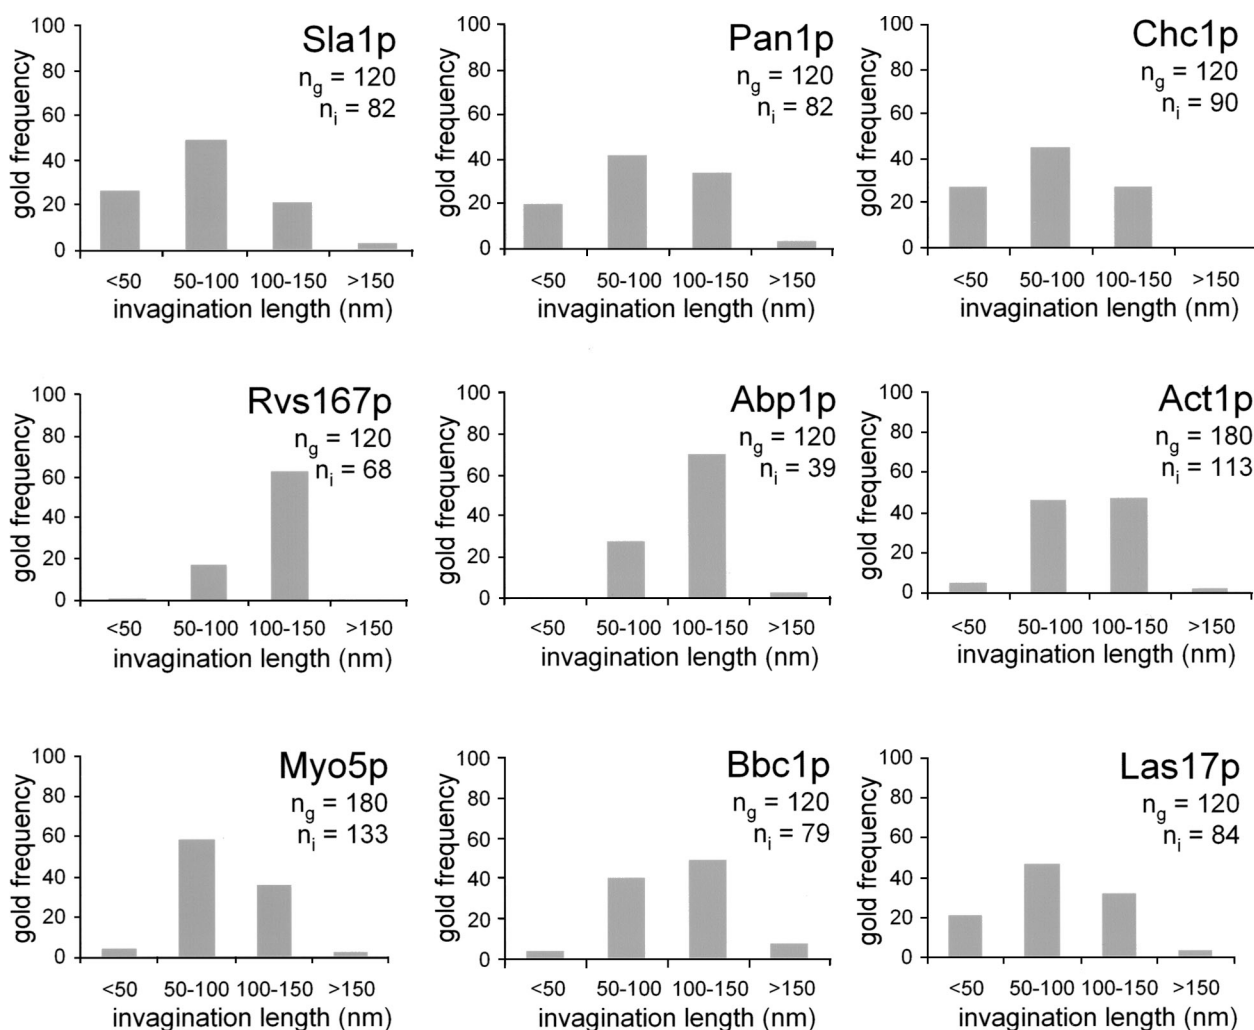 Sla1p
n_g = 120
n_i = 82
100
80
60
40
20
0
gold frequency
<50 50-100 100-150 >150
invagination length (nm)
Pan1p
n_g = 120
n_i = 82
100
80
60
40
20
0
gold frequency
<50 50-100 100-150 >150
invagination length (nm)
Chc1p
n_g = 120
n_i = 90
100
80
60
40
20
0
gold frequency
<50 50-100 100-150 >150
invagination length (nm)
Rvs167p
n_g = 120
n_i = 68
100
80
60
40
20
0
gold frequency
<50 50-100 100-150 >150
invagination length (nm)
Abp1p
n_g = 120
n_i = 39
100
80
60
40
20
0
gold frequency
<50 50-100 100-150 >150
invagination length (nm)
Act1p
n_g = 180
n_i = 113
100
80
60
40
20
0
gold frequency
<50 50-100 100-150 >150
invagination length (nm)
Myo5p
n_g = 180
n_i = 133
100
80
60
40
20
0
gold frequency
<50 50-100 100-150 >150
invagination length (nm)
Bbc1p
n_g = 120
n_i = 79
100
80
60
40
20
0
gold frequency
<50 50-100 100-150 >150
invagination length (nm)
Las17p
n_g = 120
n_i = 84
100
80
60
40
20
0
gold frequency
<50 50-100 100-150 >150
invagination length (nm)